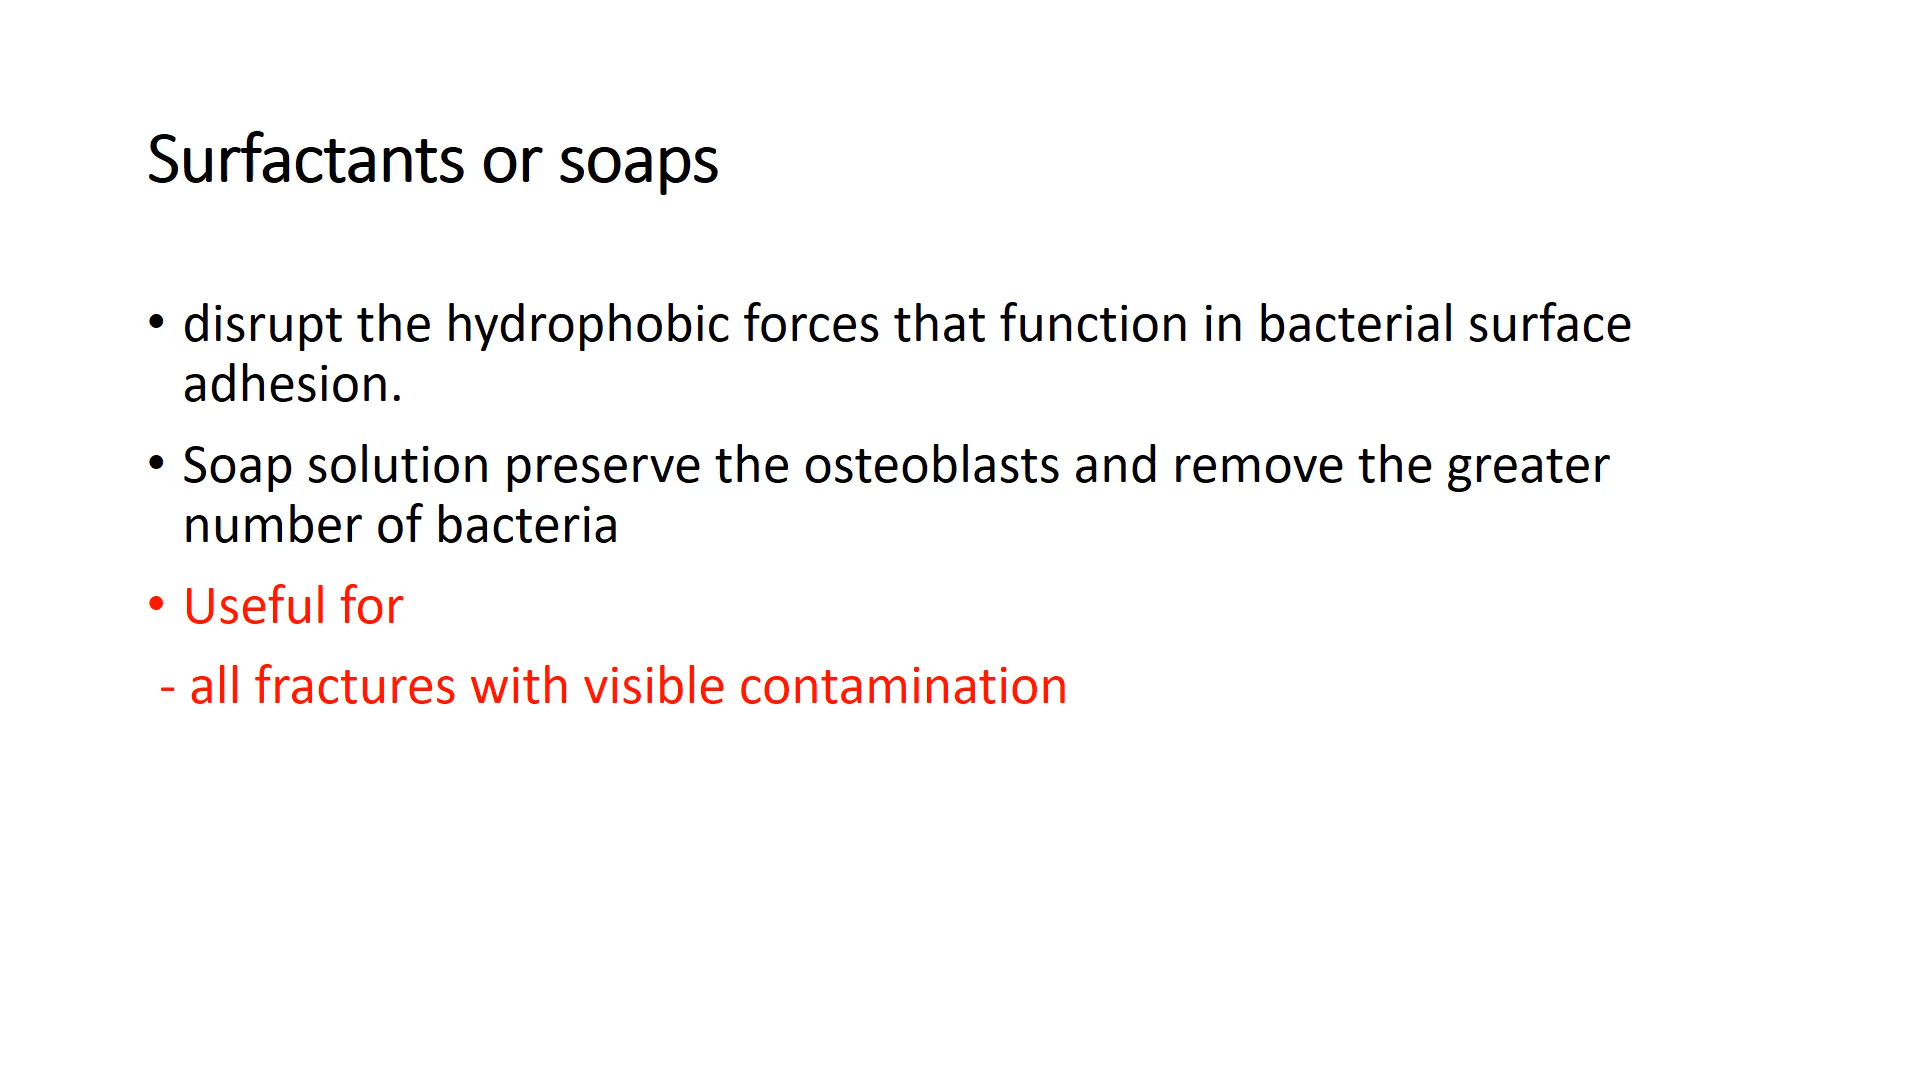 Surfactants or soaps
• disrupt the hydrophobic forces that function in bacterial surface
adhesion.
• Soap solution preserve the osteoblasts and remove the greater
number of bacteria
• Useful for
- all fractures with visible contamination